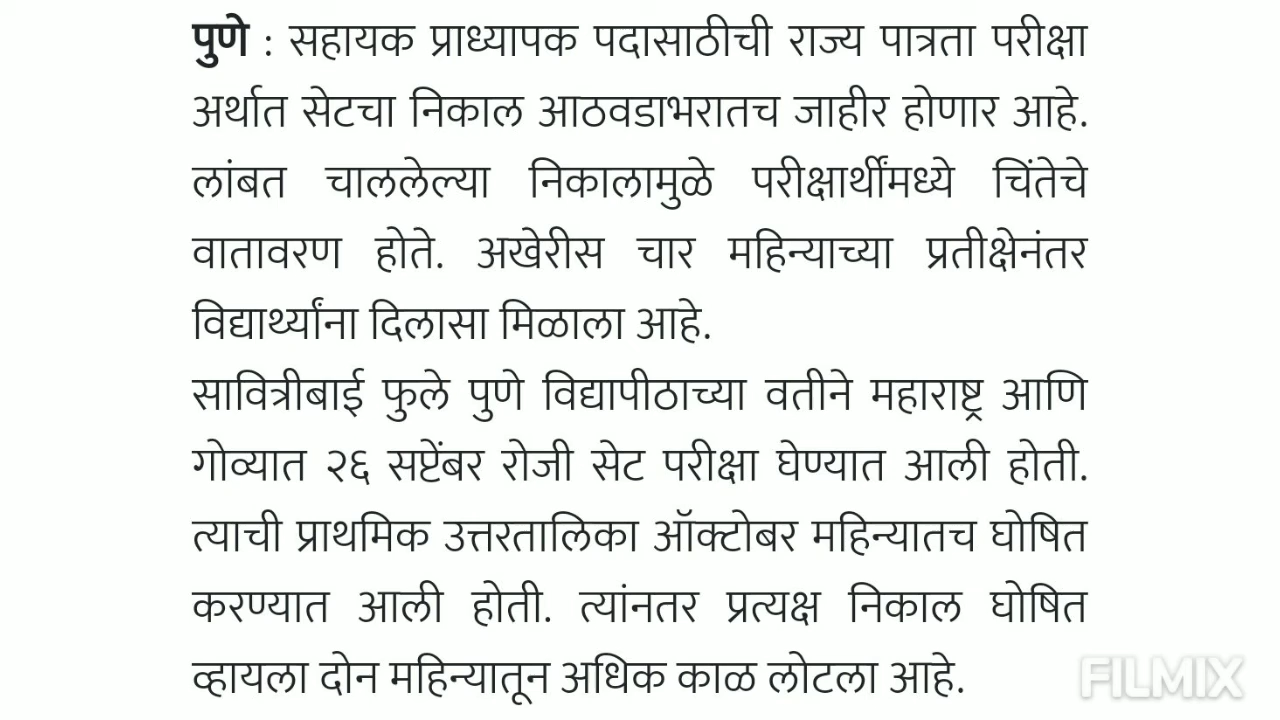 पुणे : सहायक प्राध्यापक पदासाठीची राज्य पात्रता परीक्षा
अर्थात सेटचा निकाल आठवडाभरातच जाहीर होणार आहे.
लांबत चाललेल्या निकालामुळे परीक्षार्थींमध्ये चिंतेचे
वातावरण होते. अखेरीस चार महिन्याच्या प्रतीक्षेनंतर
विद्यार्थ्यांना दिलासा मिळाला आहे.
सावित्रीबाई फुले पुणे विद्यापीठाच्या वतीने महाराष्ट्र आणि
गोव्यात २६ सप्टेंबर रोजी सेट परीक्षा घेण्यात आली होती.
त्याची प्राथमिक उत्तरतालिका ऑक्टोबर महिन्यातच घोषित
करण्यात आली होती. त्यांनतर प्रत्यक्ष निकाल घोषित
व्हायला दोन महिन्यातून अधिक काळ लोटला आहे.
FILMIX